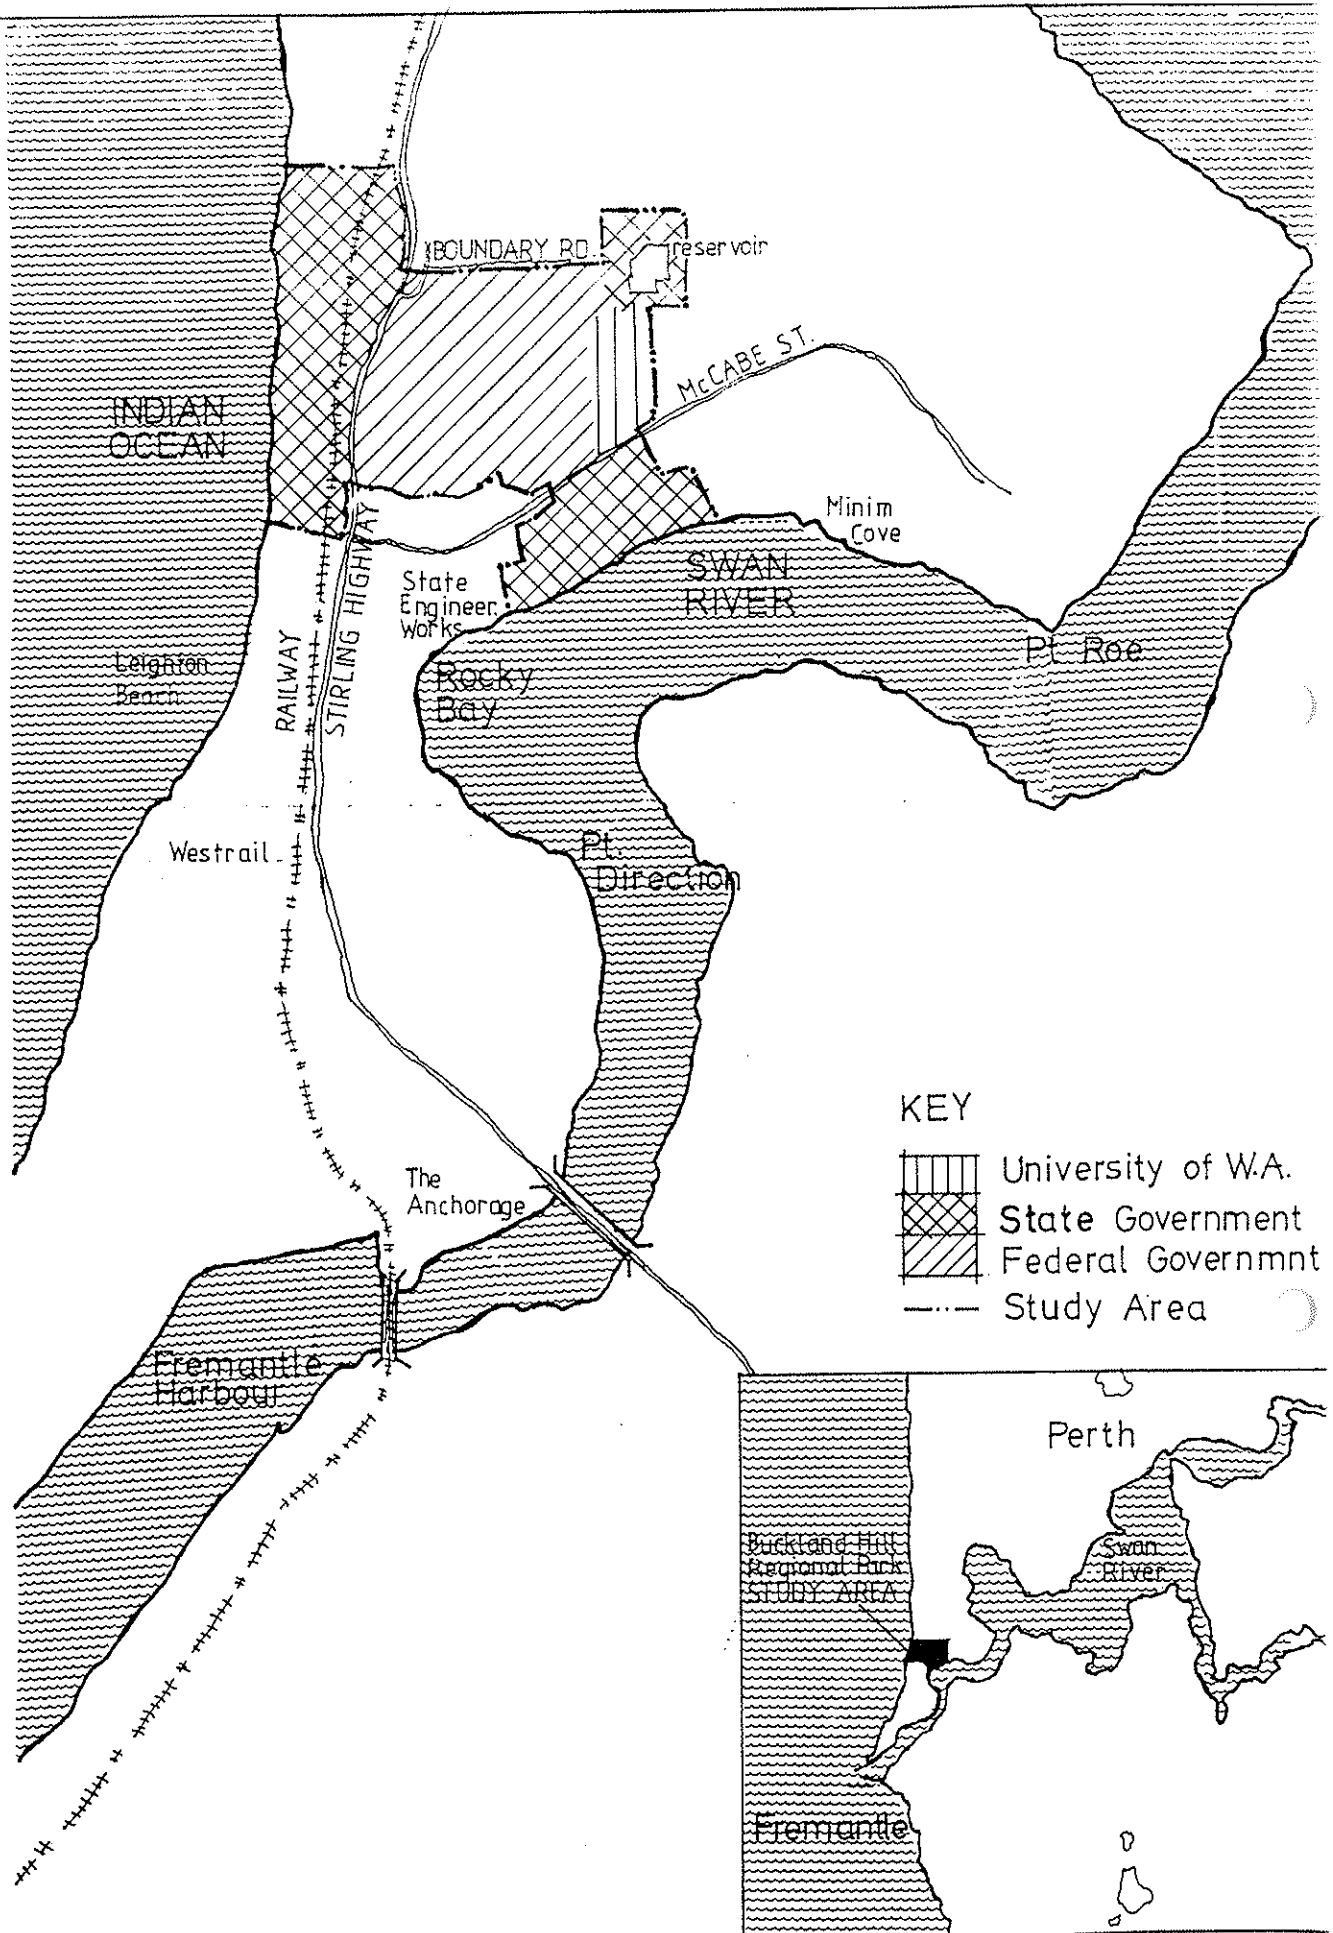 BOUNDARY RD.
reservoir
McCABE ST.
INDIAN
OCEAN
Minim
Cove
SWAN
RIVER
State
Engineer.
Works
Pt Roe
Leighton
Beach
RAILWAY
STIRLING HIGHWAY
Rocky
Bay
Westrail
Pt.
Direction
KEY
The
Anchorage
University of W.A.
State Government
Federal Governmnt
Study Area
Fremantle
Harbour
Perth
Buckland Hill
Regional Park
STUDY AREA
Swan
River
Fremantle